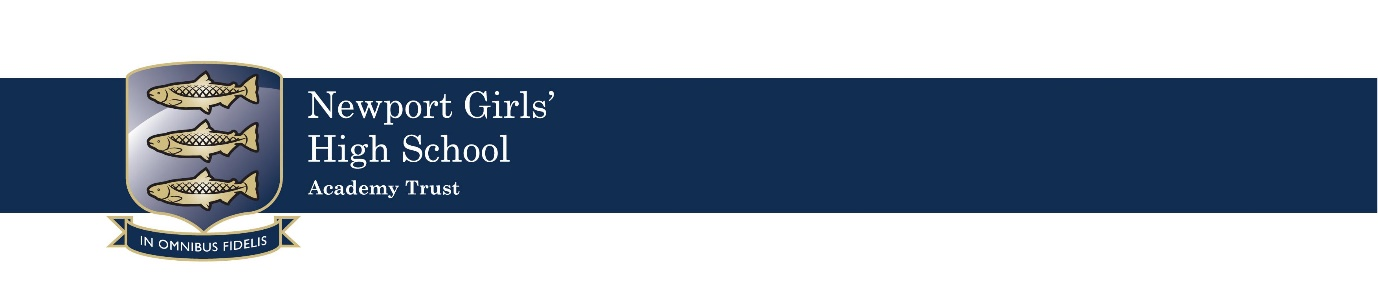 Newport Girls’
High School
Academy Trust
IN OMNIBUS FIDELIS